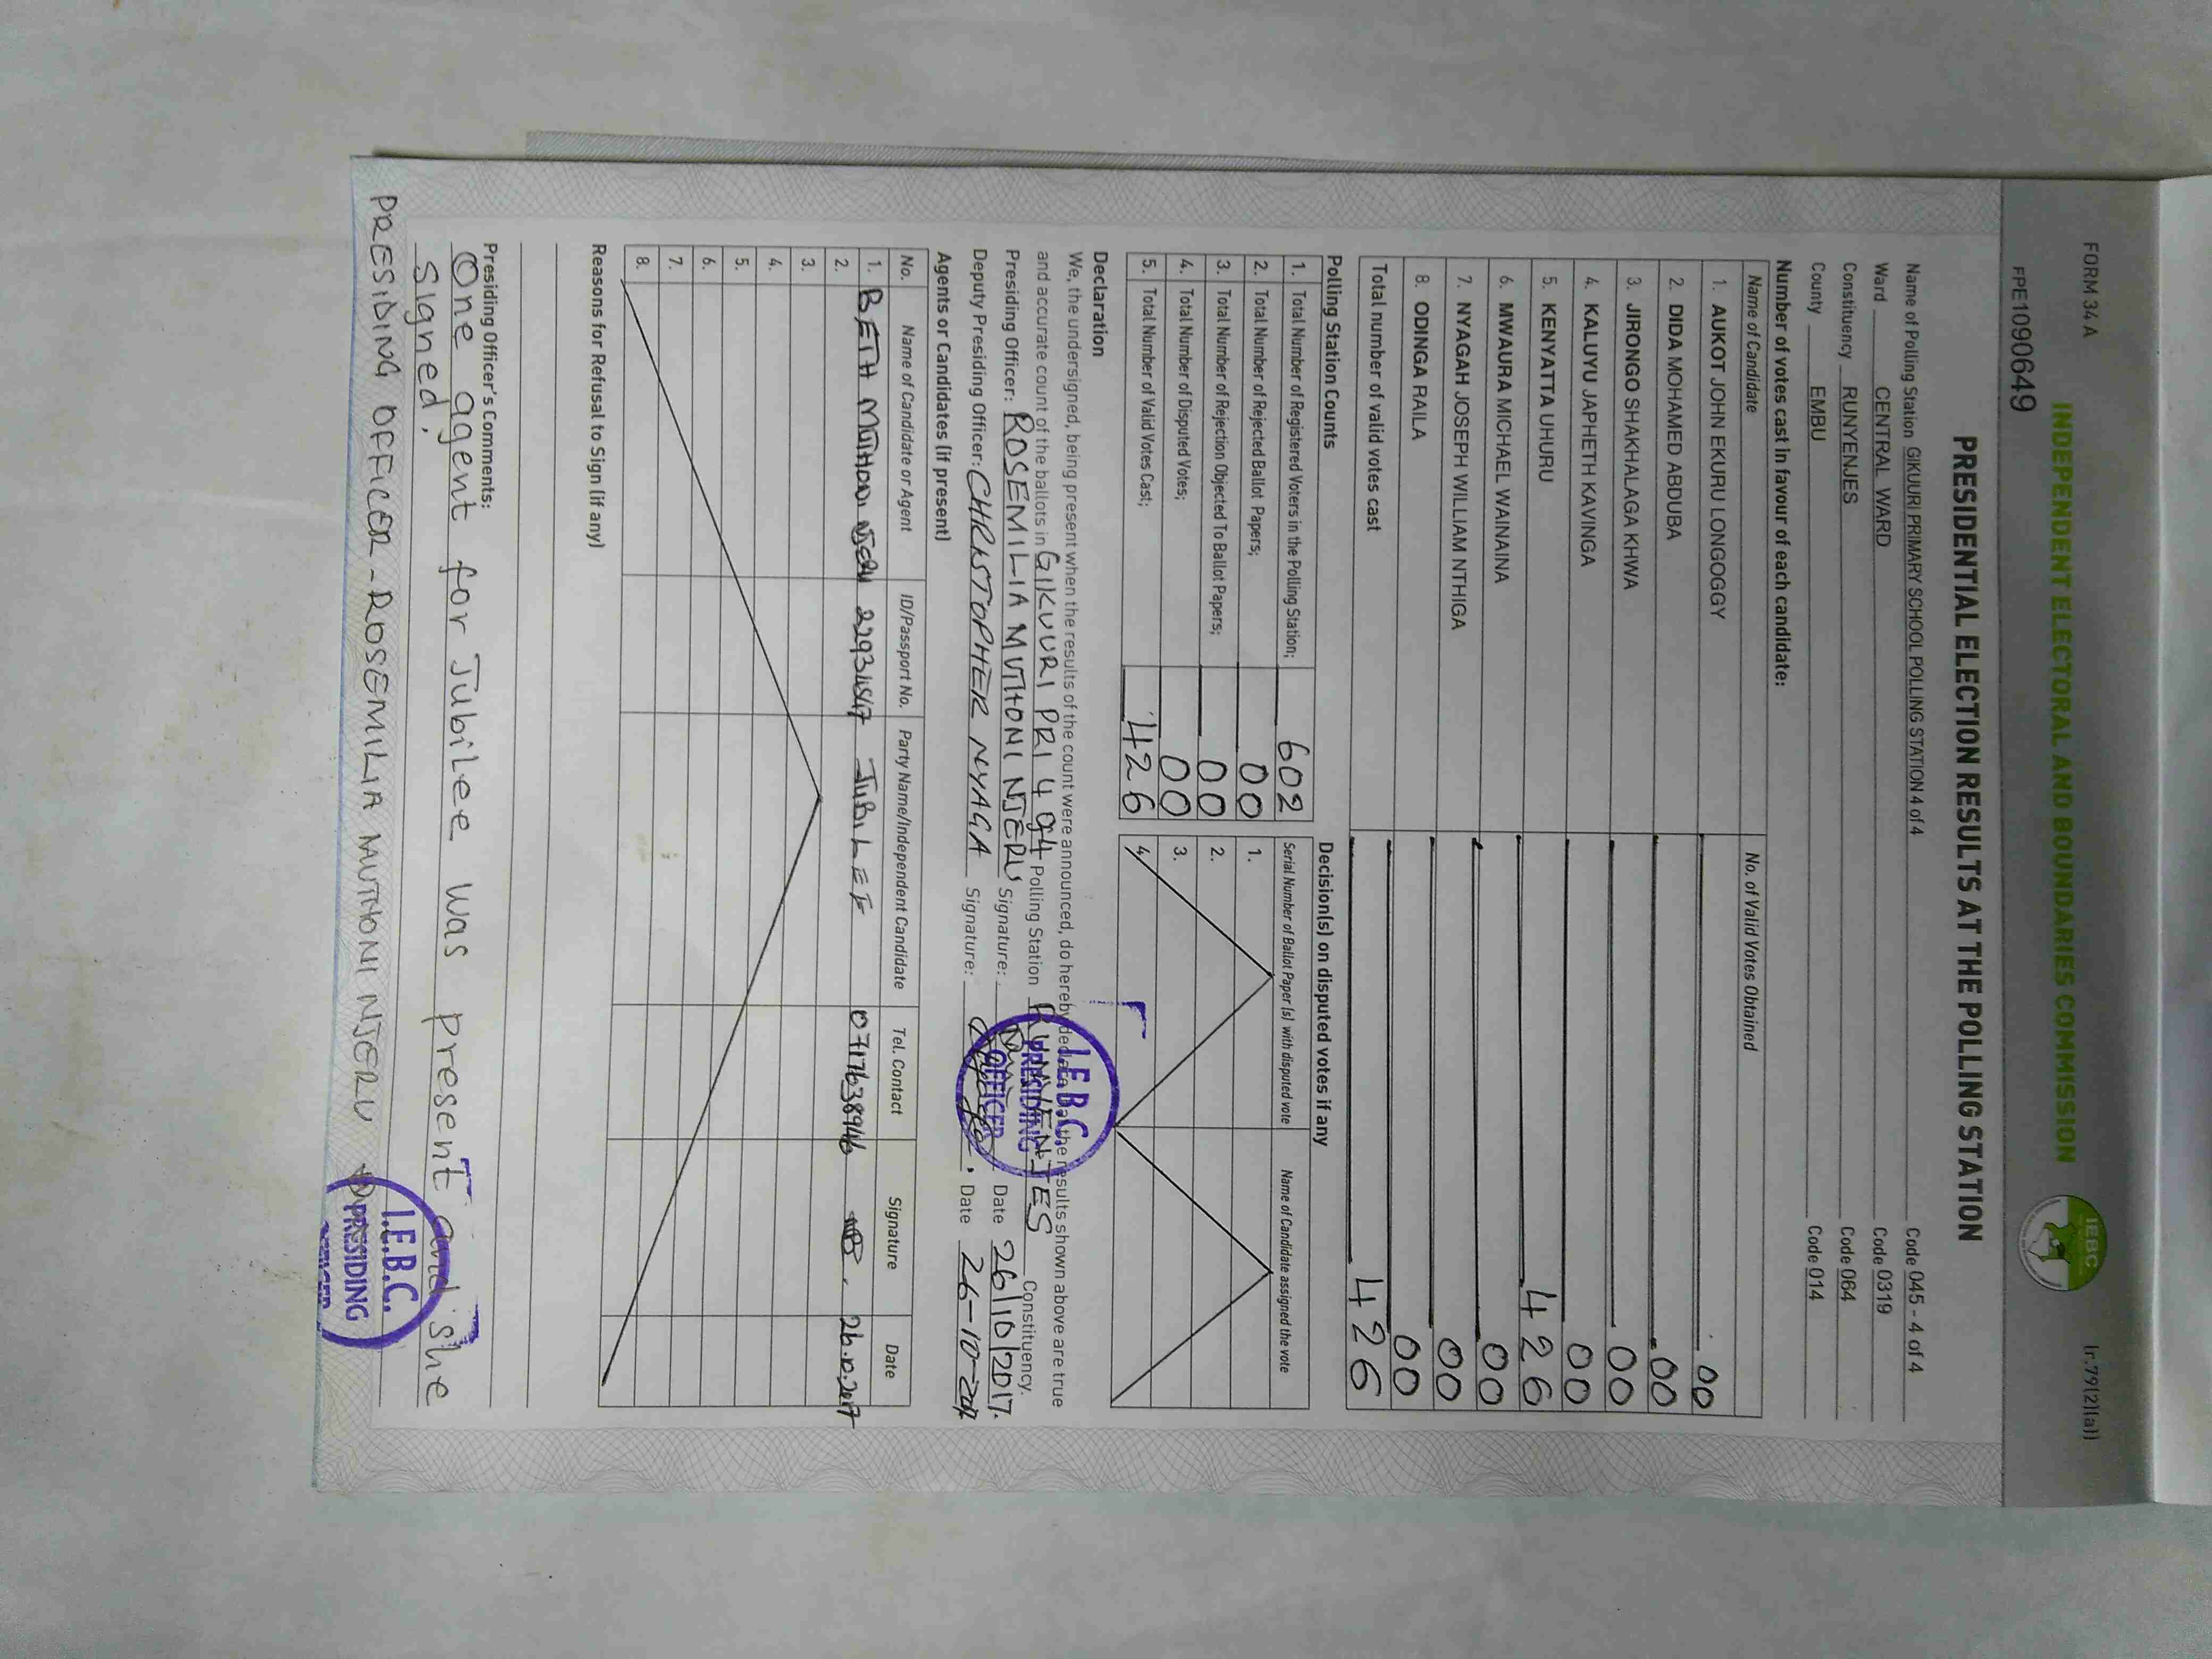 FORM 34 A
INDEPENDENT ELECTORAL AND BOUNDARIES COMMISSION
IEBC
(r.79(2)(a))
FPE1090649
PRESIDENTIAL ELECTION RESULTS AT THE POLLING STATION
Name of Polling Station GIKUURI PRIMARY SCHOOL POLLING STATION 4 of 4 Code 045 - 4 of 4
Ward CENTRAL WARD Code 0319
Constituency RUNYENJES Code 064
County EMBU Code 014
Number of votes cast in favour of each candidate:
Name of Candidate No. of Valid Votes Obtained
1. AUKOT JOHN EKURU LONGOGGY 00
2. DIDA MOHAMED ABDUBA 00
3. JIRONGO SHAKHALAGA KHWA 00
4. KALUYU JAPHETH KAVINGA 00
5. KENYATTA UHURU 426
6. MWAURA MICHAEL WAINAINA 00
7. NYAGAH JOSEPH WILLIAM NTHIGA 00
8. ODINGA RAILA 00
Total number of valid votes cast 426
Polling Station Counts
1. Total Number of Registered Voters in the Polling Station; 602
2. Total Number of Rejected Ballot Papers; 00
3. Total Number of Rejection Objected To Ballot Papers; 00
4. Total Number of Disputed Votes; 00
5. Total Number of Valid Votes Cast; 426
Decision(s) on disputed votes if any
Serial Number of Ballot Paper (s) with disputed vote Name of Candidate assigned the vote
1.
2.
3.
4.
Declaration
We, the undersigned, being present when the results of the count were announced, do hereby declare that the results shown above are true
and accurate count of the ballots in GIKUURI PRI 4 of 4 Polling Station RUNYENJES Constituency.
Presiding Officer: ROSEMILIA MUTHONI NJERU Signature: Date 26/10/2017.
Deputy Presiding Officer: CHRISTOPHER NYAGA Signature: Date 26-10-2017
I.E.B.C.
PRESIDING
OFFICER
Agents or Candidates (if present)
No. Name of Candidate or Agent ID/Passport No. Party Name/Independent Candidate Tel. Contact Signature Date
1. BETH MUTHONI JUBILEE 0717638946 26.10.2017
2.
3.
4.
5.
6.
7.
8.
Reasons for Refusal to Sign (if any)
Presiding Officer's Comments:
One agent for Jubilee was present and she
Signed.
PRESIDING OFFICER - ROSEMILIA MUTHONI NJERU
I.E.B.C.
PRESIDING
OFFICER